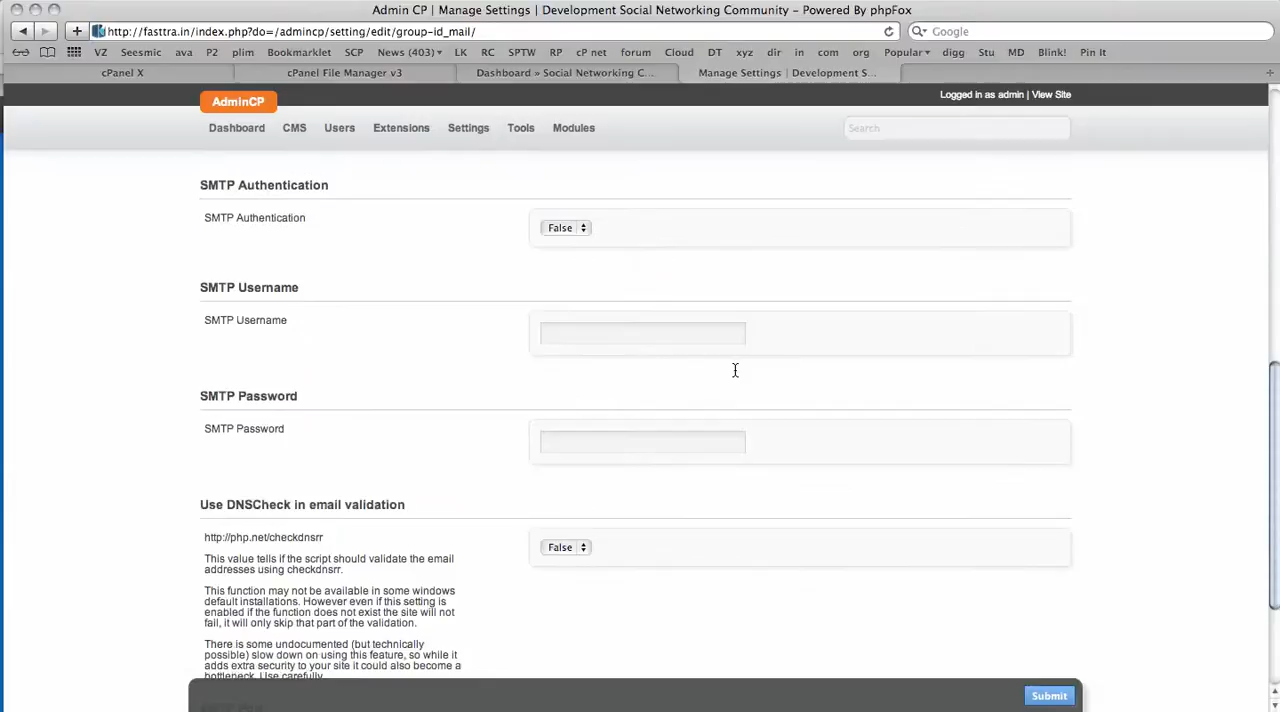 Admin CP | Manage Settings | Development Social Networking Community - Powered By phpFox
http://fasttra.in/index.php?do=/admincp/setting/edit/group-id_mail/
Google
VZ Seesmic ava P2 plim Bookmarklet SCP News (403) LK RC SPTW RP cP net forum Cloud DT xyz dir in com org Popular digg Stu MD Blink! Pin It
cPanel X cPanel File Manager v3 Dashboard » Social Networking C... Manage Settings | Development S...
AdminCP Logged in as admin | View Site
Dashboard CMS Users Extensions Settings Tools Modules Search
SMTP Authentication
SMTP Authentication False
SMTP Username
SMTP Username
SMTP Password
SMTP Password
Use DNSCheck in email validation
http://php.net/checkdnsrr False
This value tells if the script should validate the email
addresses using checkdnsrr.
This function may not be available in some windows
default installations. However even if this setting is
enabled if the function does not exist the site will not
fail, it will only skip that part of the validation.
There is some undocumented (but technically
possible) slow down on using this feature, so while it
adds extra security to your site it could also become a
bottleneck. Use carefully.
Submit